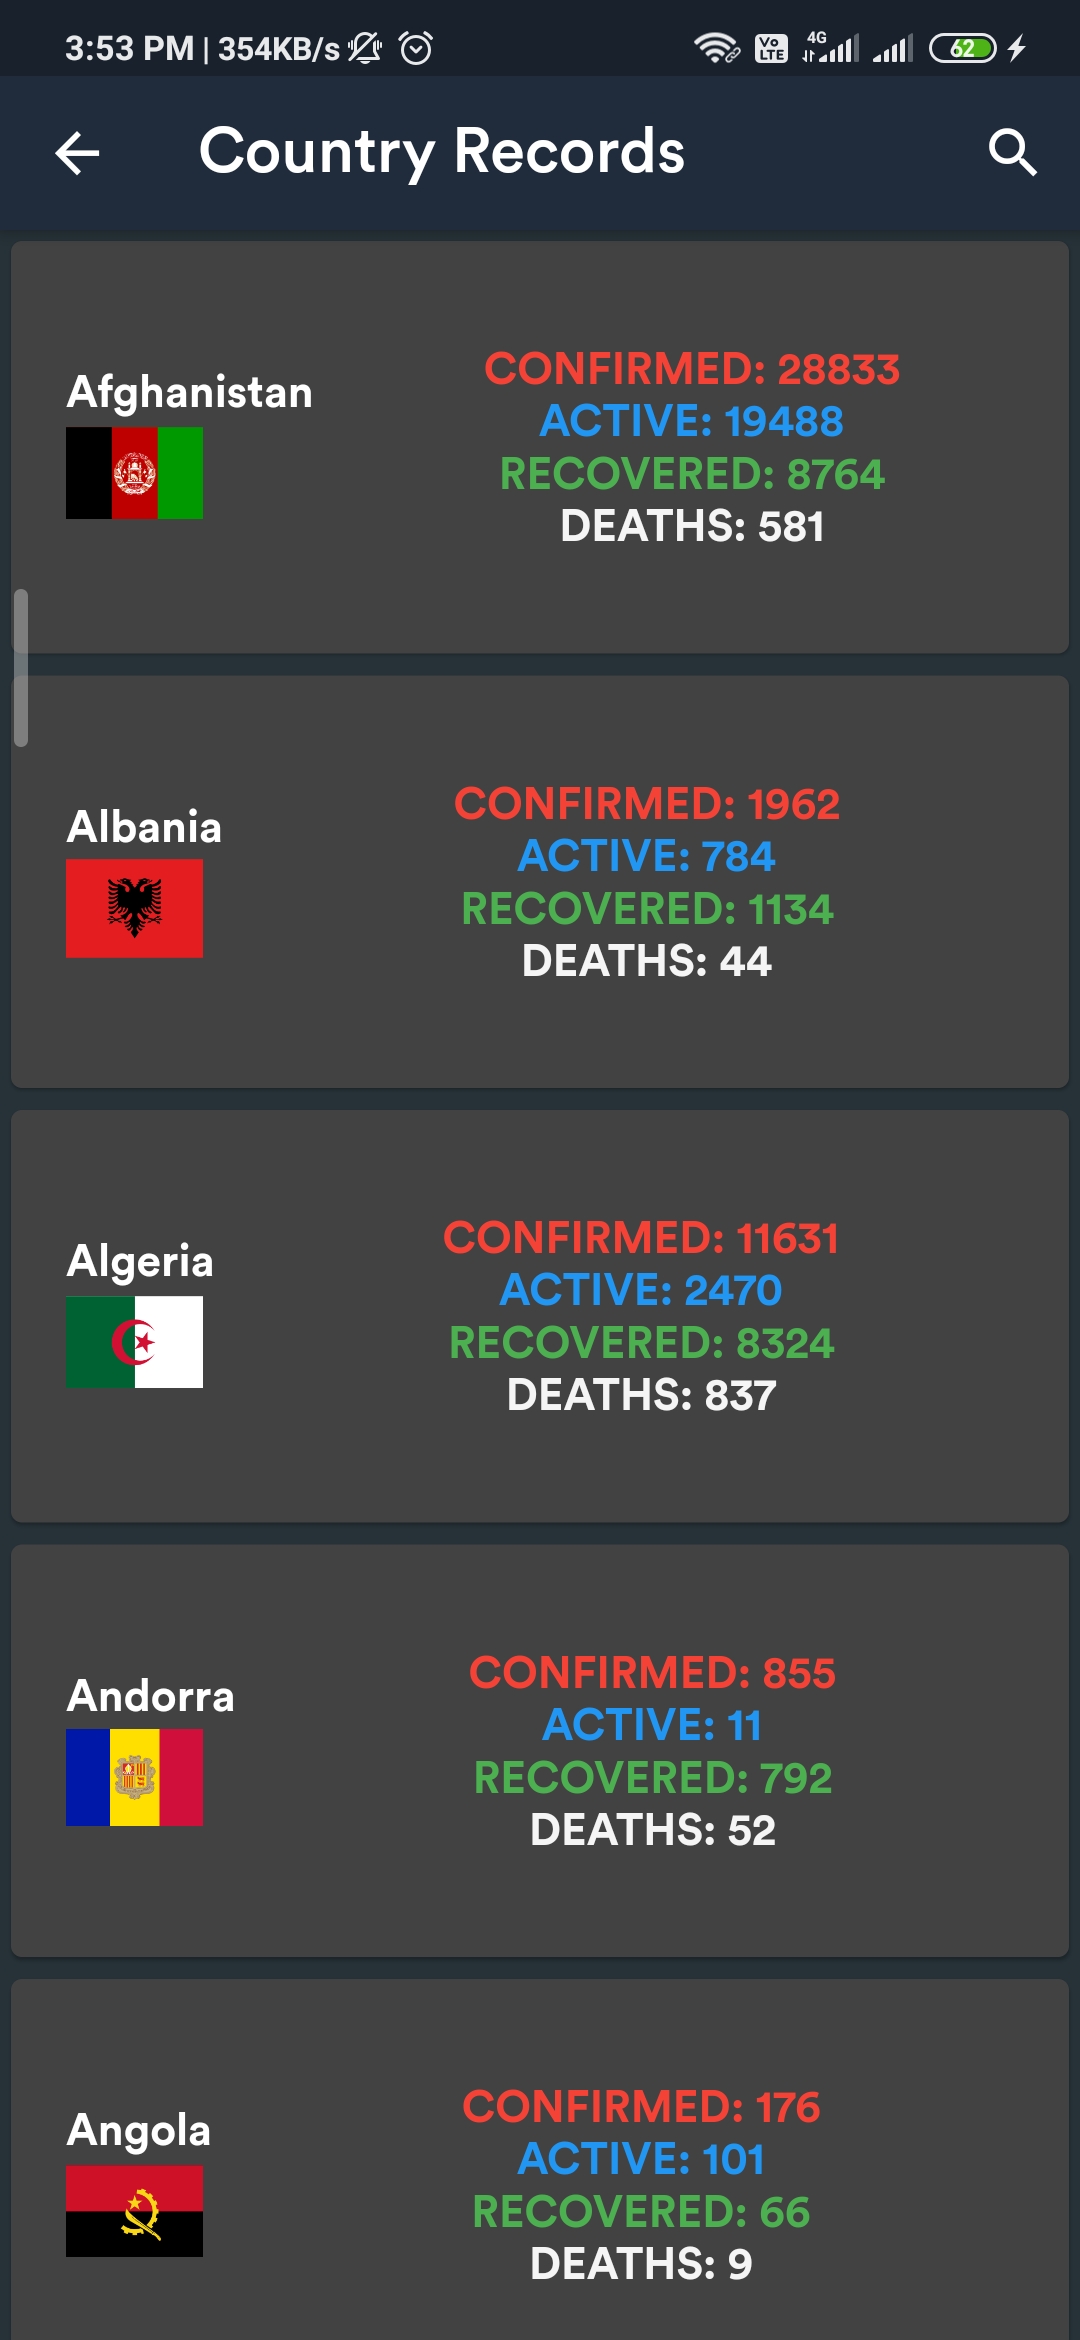 3:53 PM | 354KB/s Vo LTE 4G 62
Country Records
Afghanistan
CONFIRMED: 28833
ACTIVE: 19488
RECOVERED: 8764
DEATHS: 581
Albania
CONFIRMED: 1962
ACTIVE: 784
RECOVERED: 1134
DEATHS: 44
Algeria
CONFIRMED: 11631
ACTIVE: 2470
RECOVERED: 8324
DEATHS: 837
Andorra
CONFIRMED: 855
ACTIVE: 11
RECOVERED: 792
DEATHS: 52
Angola
CONFIRMED: 176
ACTIVE: 101
RECOVERED: 66
DEATHS: 9